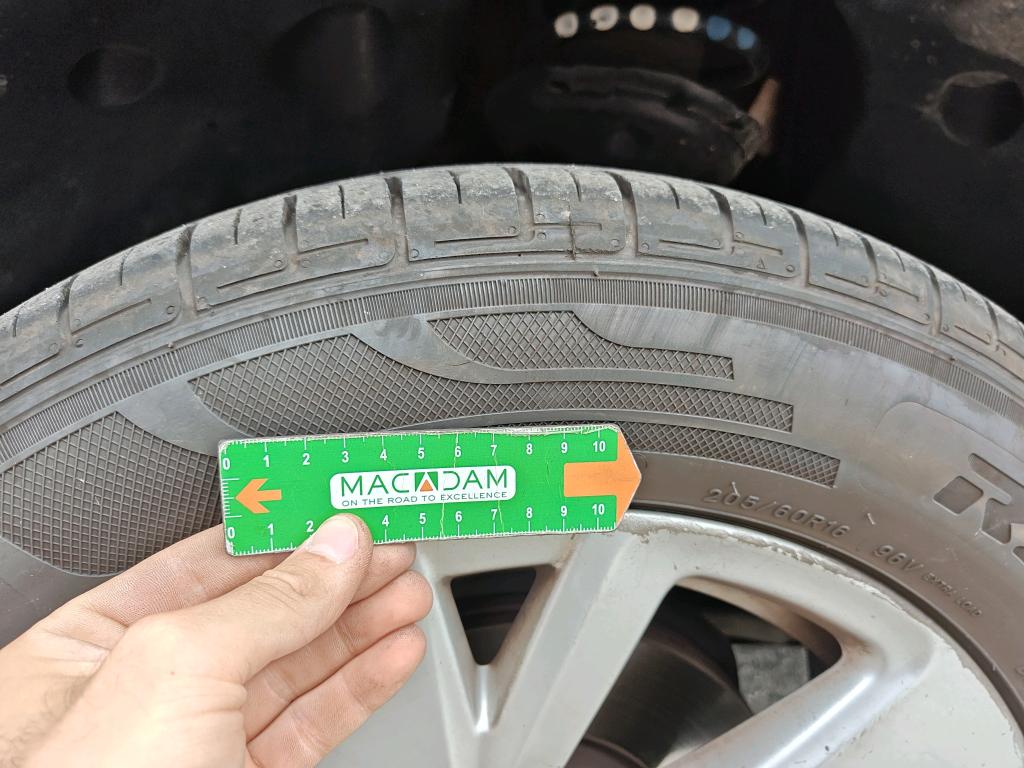 0 1 2 3 4 5 6 7 8 9 10
MACADAM
ON THE ROAD TO EXCELLENCE
0 1 2 4 5 6 7 8 9 10
205/60R16 96V